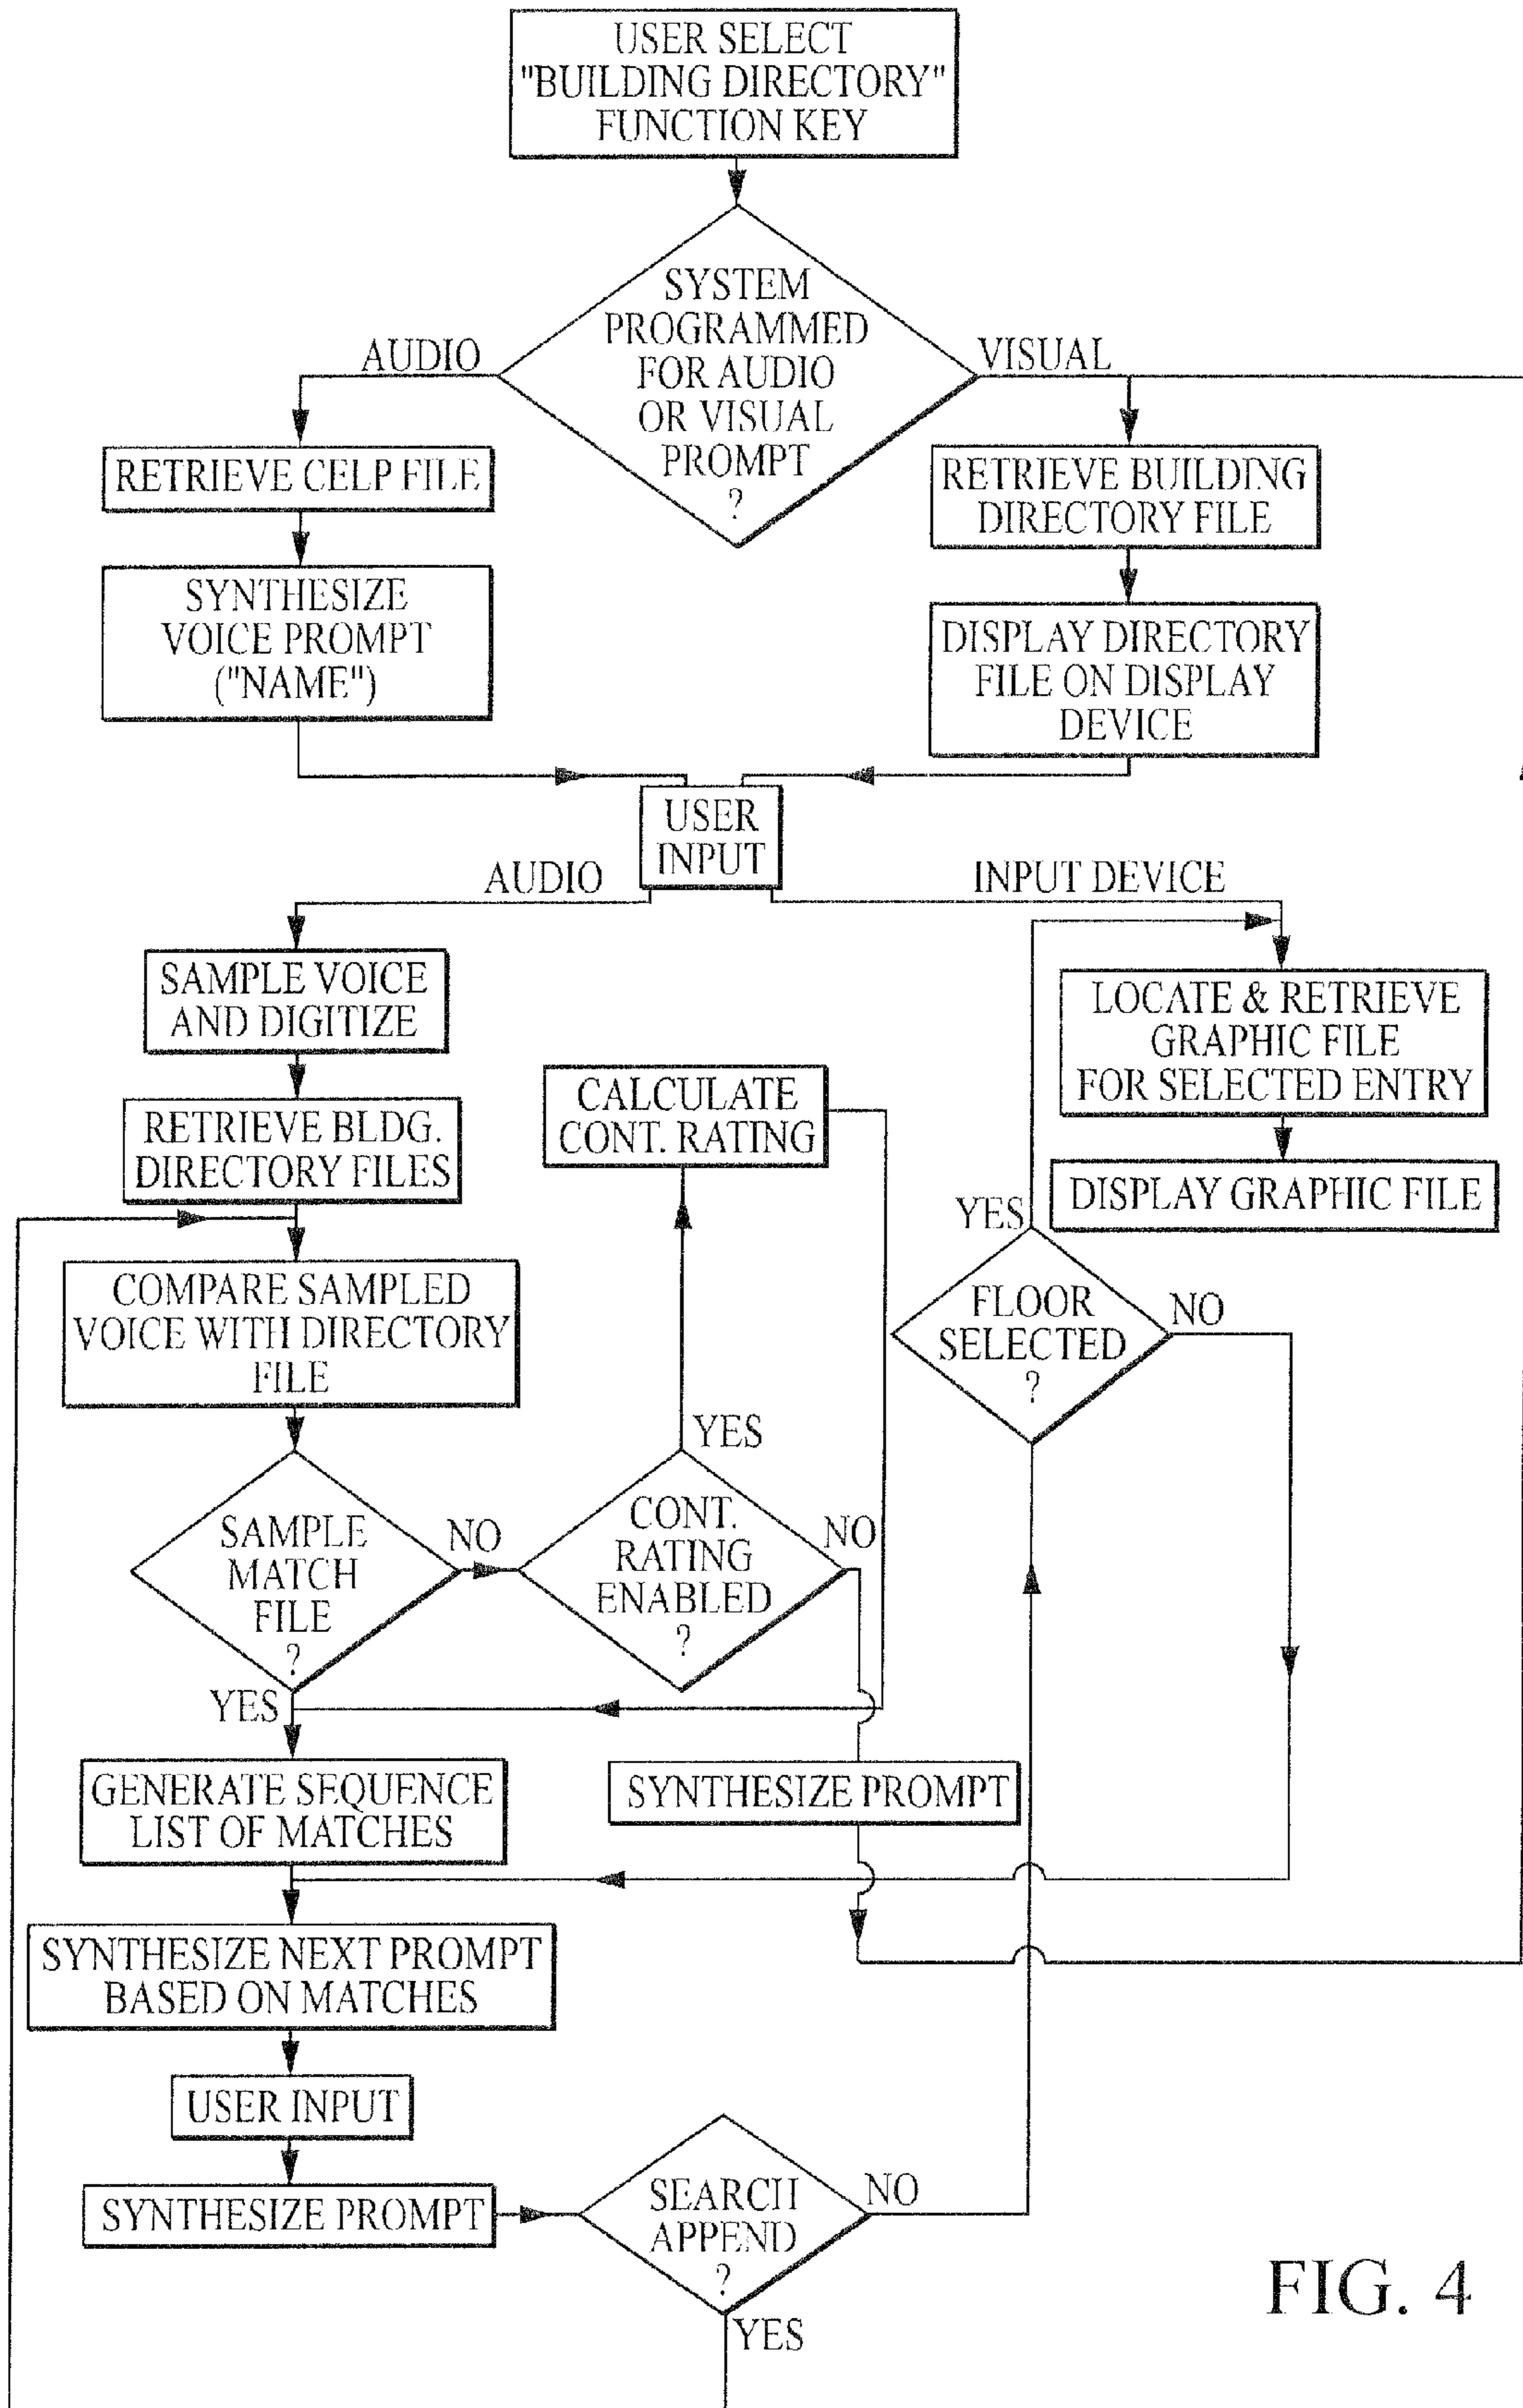 USER SELECT
"BUILDING DIRECTORY"
FUNCTION KEY
SYSTEM
PROGRAMMED
FOR AUDIO
OR VISUAL
PROMPT
?
AUDIO
VISUAL
RETRIEVE CELP FILE
RETRIEVE BUILDING
DIRECTORY FILE
SYNTHESIZE
VOICE PROMPT
("NAME")
DISPLAY DIRECTORY
FILE ON DISPLAY
DEVICE
USER
INPUT
AUDIO
INPUT DEVICE
SAMPLE VOICE
AND DIGITIZE
LOCATE & RETRIEVE
GRAPHIC FILE
FOR SELECTED ENTRY
CALCULATE
CONT. RATING
RETRIEVE BLDG.
DIRECTORY FILES
DISPLAY GRAPHIC FILE
YES
COMPARE SAMPLED
VOICE WITH DIRECTORY
FILE
FLOOR
SELECTED
?
NO
YES
SAMPLE
MATCH
FILE
?
NO
CONT.
RATING
ENABLED
?
NO
YES
GENERATE SEQUENCE
LIST OF MATCHES
SYNTHESIZE PROMPT
SYNTHESIZE NEXT PROMPT
BASED ON MATCHES
USER INPUT
SYNTHESIZE PROMPT
SEARCH
APPEND
?
NO
YES
FIG. 4